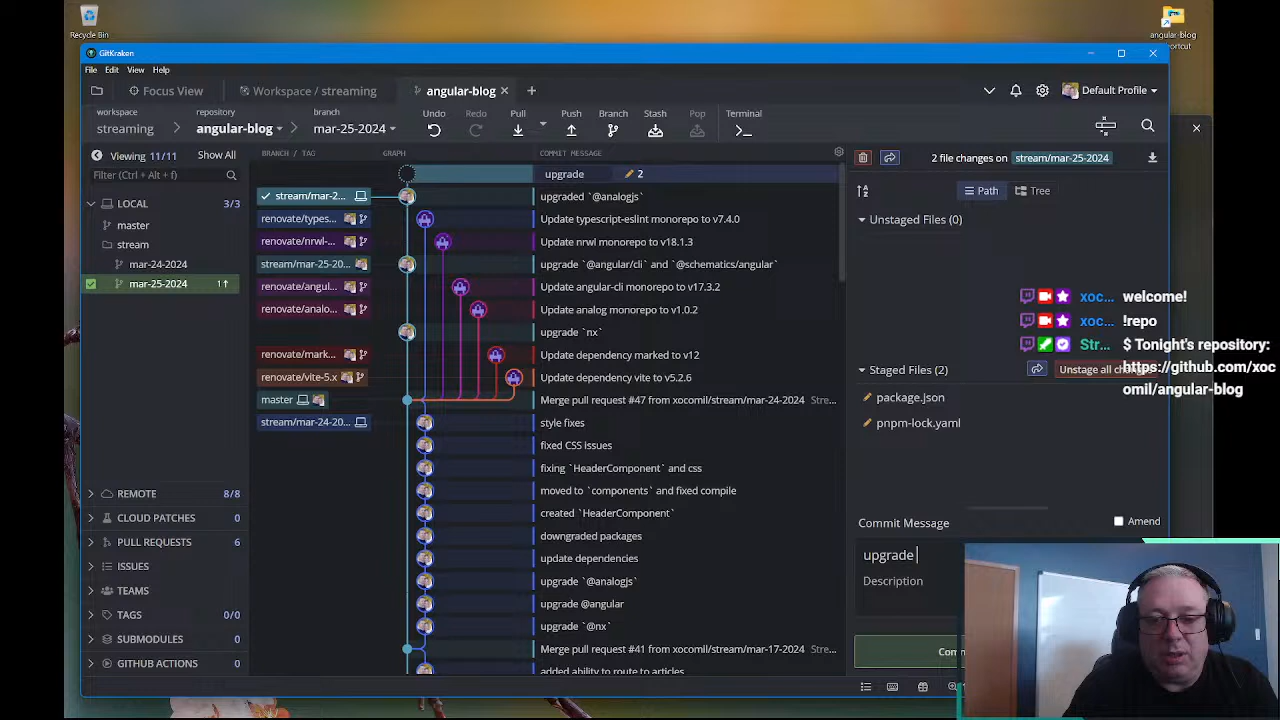 Recycle Bin
angular-blog
GitKraken
File Edit View Help
Focus View
Workspace / streaming
angular-blog
Default Profile
workspace
streaming
repository
angular-blog
branch
mar-25-2024
Undo
Redo
Pull
Push
Branch
Stash
Pop
Terminal
Viewing 11/11
Show All
Filter (Ctrl + Alt + f)
LOCAL 3/3
master
stream
mar-24-2024
mar-25-2024 1
REMOTE 8/8
CLOUD PATCHES 0
PULL REQUESTS 6
ISSUES
TEAMS
TAGS 0/0
SUBMODULES 0
GITHUB ACTIONS
BRANCH / TAG
GRAPH
COMMIT MESSAGE
upgrade 2
stream/mar-2... upgraded `@analogjs`
renovate/types... Update typescript-eslint monorepo to v7.4.0
renovate/nrwl-... Update nrwl monorepo to v18.1.3
stream/mar-25-20... upgrade `@angular/cli` and `@schematics/angular`
renovate/angul... Update angular-cli monorepo to v17.3.2
renovate/analo... Update analog monorepo to v1.0.2
upgrade `nx`
renovate/mark... Update dependency marked to v12
renovate/vite-5.x Update dependency vite to v5.2.6
master Merge pull request #47 from xocomil/stream/mar-24-2024 Stre...
stream/mar-24-20... style fixes
fixed CSS issues
fixing `HeaderComponent` and css
moved to `components` and fixed compile
created `HeaderComponent`
downgraded packages
update dependencies
upgrade `@analogjs`
upgrade @angular
upgrade `@nx`
Merge pull request #41 from xocomil/stream/mar-17-2024 Stre...
added ability to route to articles
2 file changes on stream/mar-25-2024
Path
Tree
Unstaged Files (0)
xoc... welcome!
xoc... !repo
Str... $ Tonight's repository:
https://github.com/xoc
omil/angular-blog
Staged Files (2)
Unstage all
package.json
pnpm-lock.yaml
Commit Message
Amend
upgrade
Description